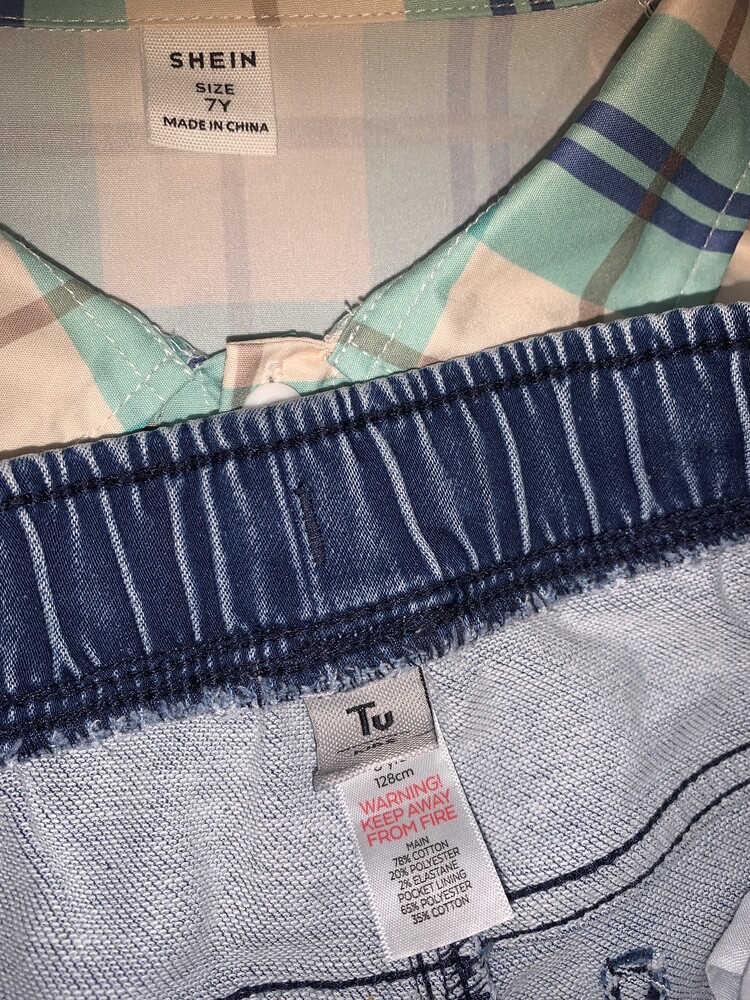 SHEIN
SIZE
7Y
MADE IN CHINA
Tu
128cm
WARNING!
KEEP AWAY
FROM FIRE
MAIN
78% COTTON
20% POLYESTER
2% ELASTANE
POCKET LINING
65% POLYESTER
35% COTTON